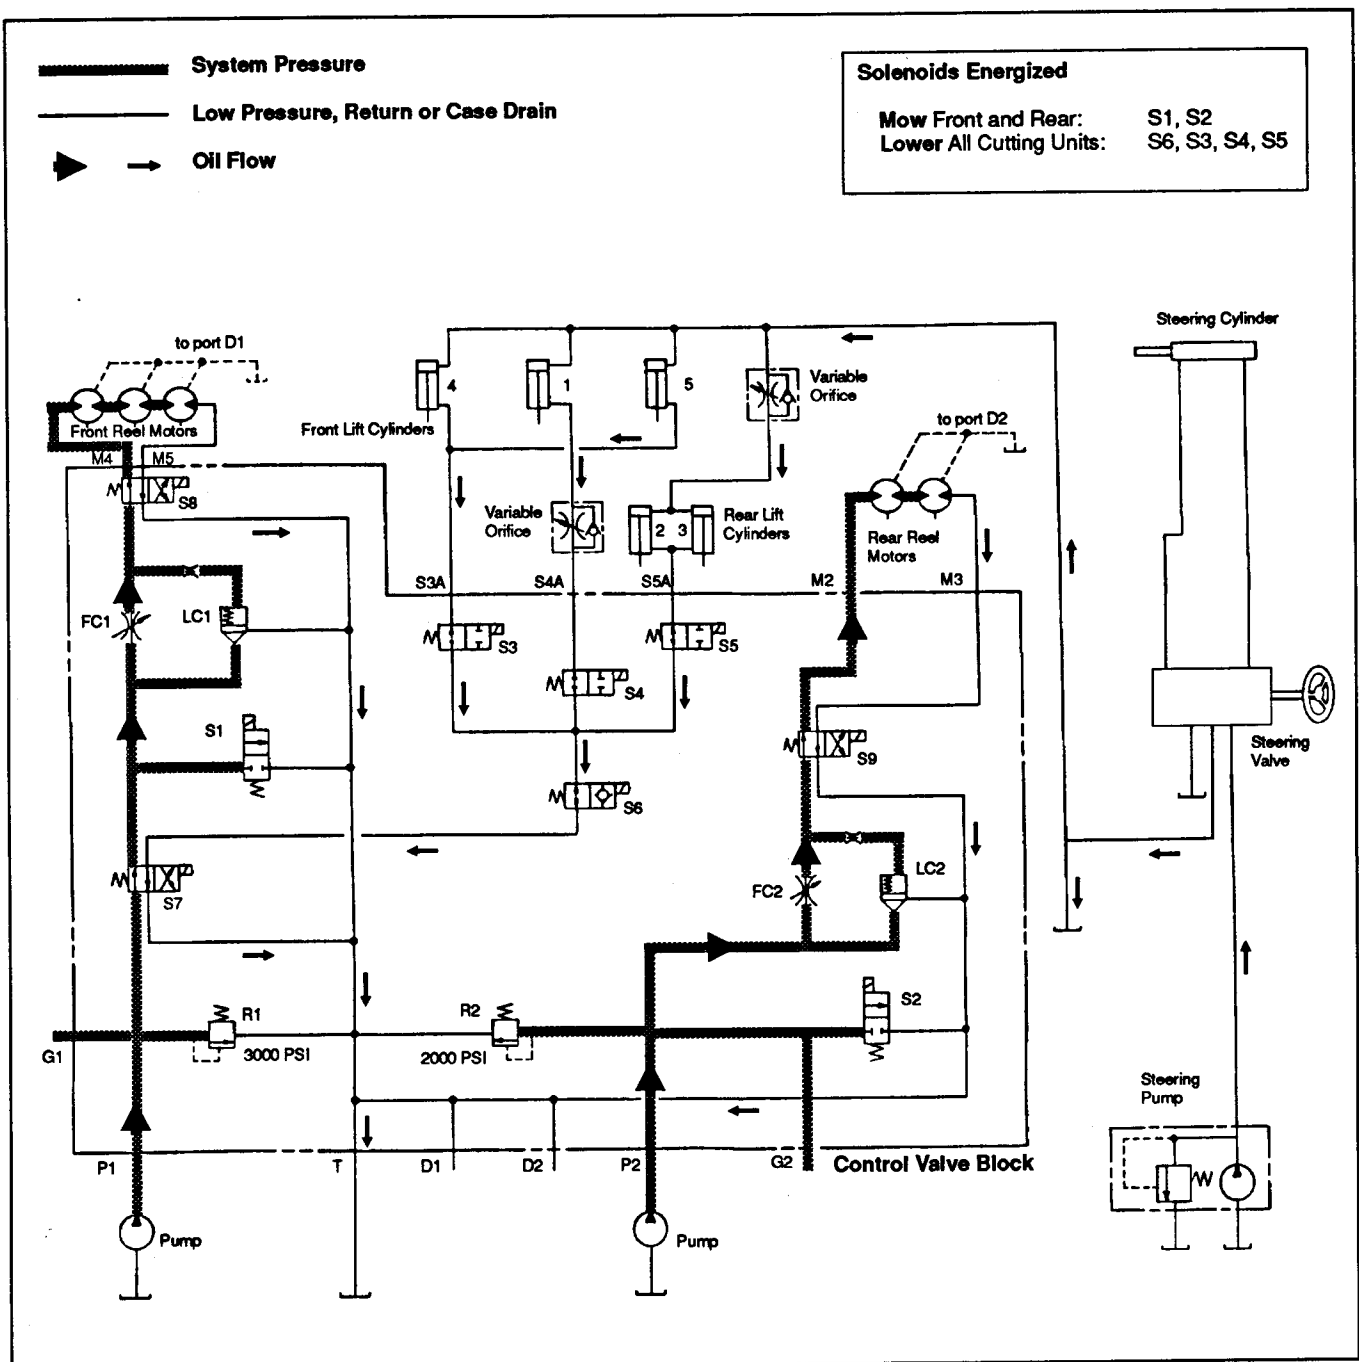 System Pressure
Low Pressure, Return or Case Drain
Oil Flow
Solenoids Energized
Mow Front and Rear: S1, S2
Lower All Cutting Units: S6, S3, S4, S5
Steering Cylinder
to port D1
4
1
5
Variable
Orifice
Front Reel Motors
Front Lift Cylinders
to port D2
M4
M5
S8
Variable
Orifice
2
3
Rear Lift
Cylinders
Rear Reel
Motors
S3A
S4A
S5A
M2
M3
FC1
LC1
S3
S5
S4
S1
S9
Steering
Valve
S6
S7
FC2
LC2
R1
R2
S2
G1
3000 PSI
2000 PSI
Steering
Pump
P1
T
D1
D2
P2
G2
Control Valve Block
Pump
Pump